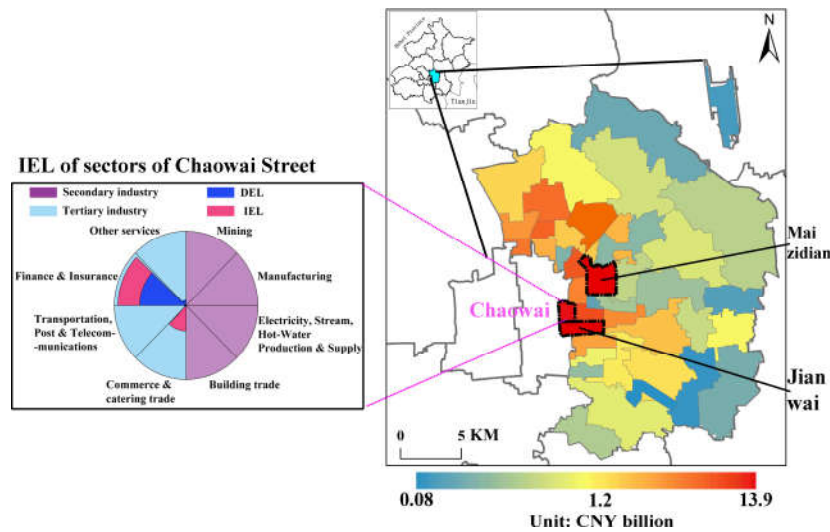 IEL of sectors of Chaowai Street
Secondary industry
DEL
Tertiary industry
IEL
Other services
Mining
Finance & Insurance
Manufacturing
Transportation,
Post & Telecom-
-munications
Electricity, Stream,
Hot-Water
Production & Supply
Commerce &
catering trade
Building trade
Hebei Province
TianJin
N
Mai
zidian
Chaowai
Jian
wai
0
5 KM
0.08
1.2
13.9
Unit: CNY billion